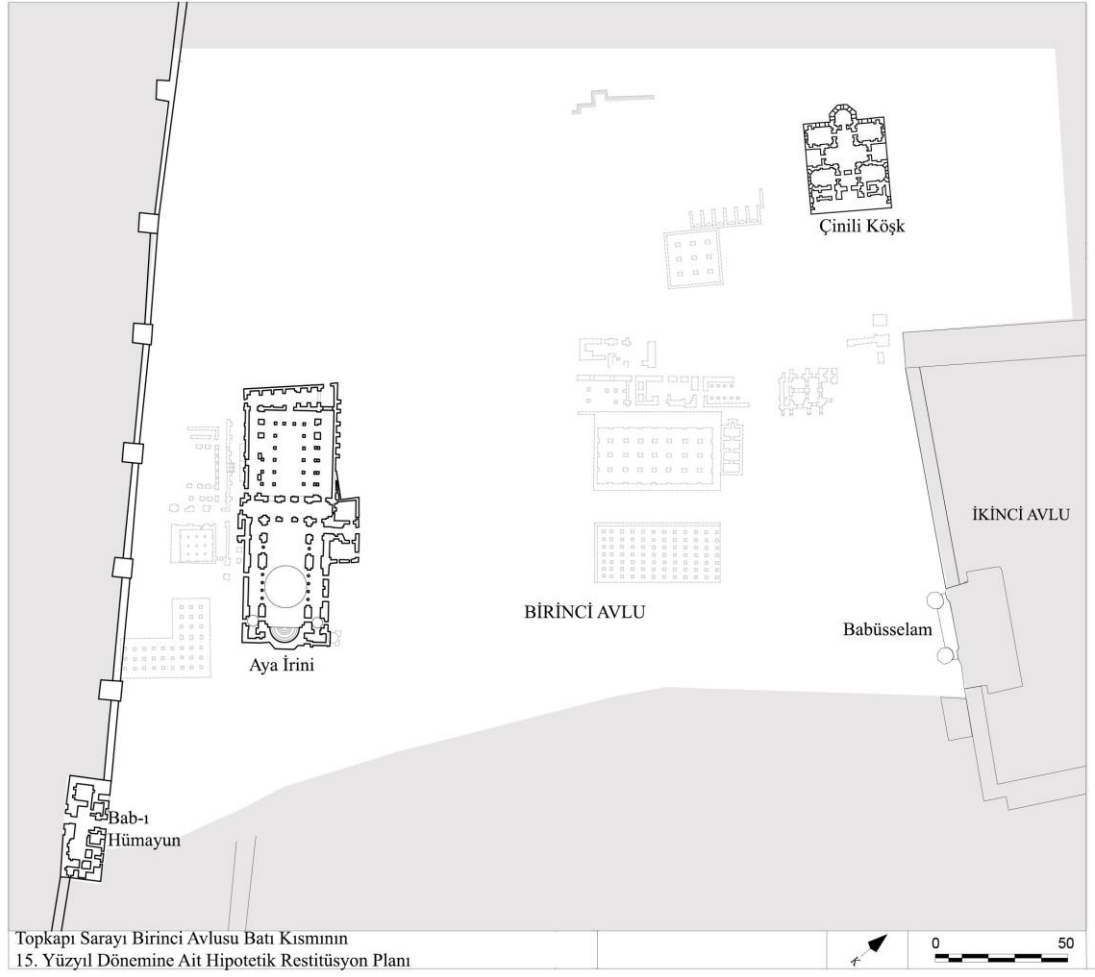 Çinili Köşk
İKİNCİ AVLU
BİRİNCİ AVLU
Babüsselam
Aya İrini
Bab-ı
Hümayun
Topkapı Sarayı Birinci Avlusu Batı Kısmının
15. Yüzyıl Dönemine Ait Hipotetik Restitüsyon Planı
K
0 50